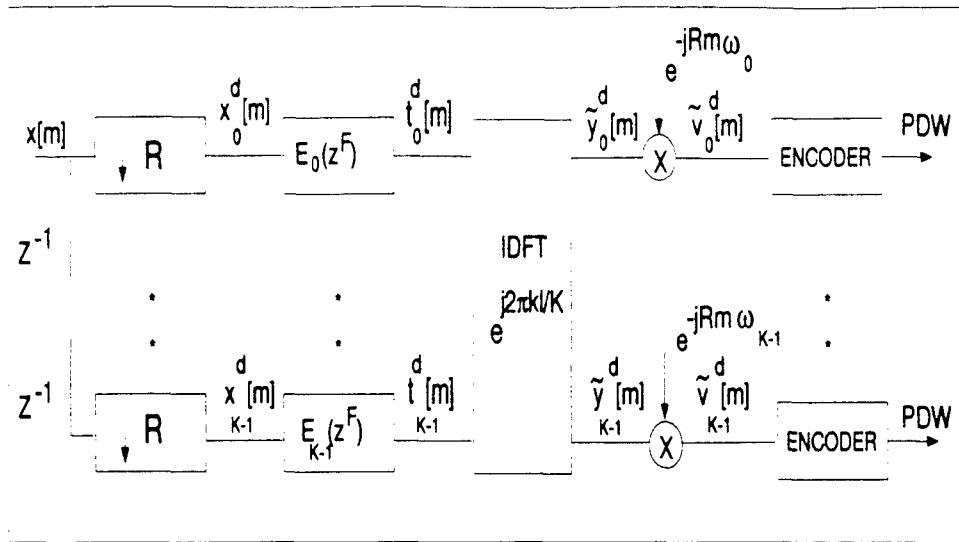 e^{-jRmω_0}
x[m] ↓ R x_0^d[m] E_0(z^F) t_0^d[m] ỹ_0^d[m] X ṽ_0^d[m] ENCODER PDW
Z^{-1}
IDFT
e^{j2πkl/K}
e^{-jRmω_{K-1}}
Z^{-1}
↓ R x_{K-1}^d[m] E_{K-1}(z^F) t_{K-1}^d[m] ỹ_{K-1}^d[m] X ṽ_{K-1}^d[m] ENCODER PDW